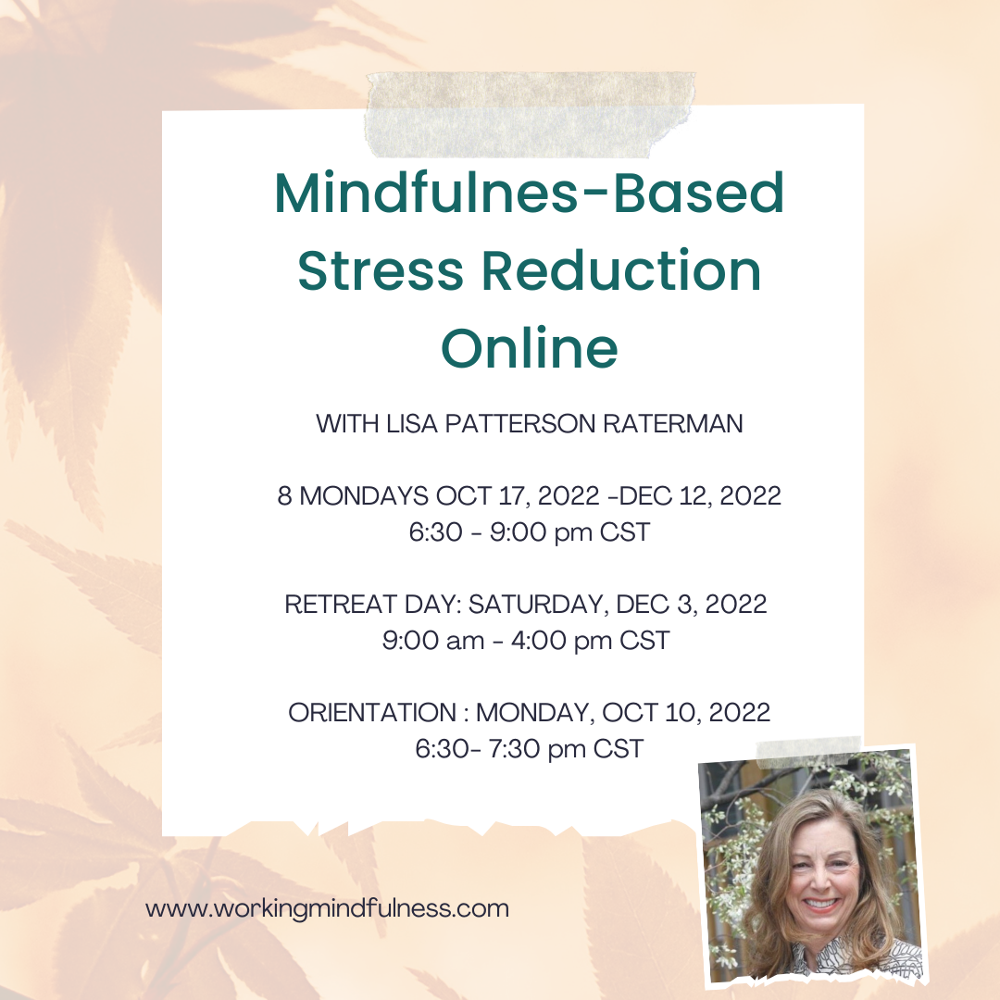 Mindfulnes-Based
Stress Reduction
Online
WITH LISA PATTERSON RATERMAN
8 MONDAYS OCT 17, 2022 -DEC 12, 2022
6:30 - 9:00 pm CST
RETREAT DAY: SATURDAY, DEC 3, 2022
9:00 am - 4:00 pm CST
ORIENTATION : MONDAY, OCT 10, 2022
6:30- 7:30 pm CST
www.workingmindfulness.com